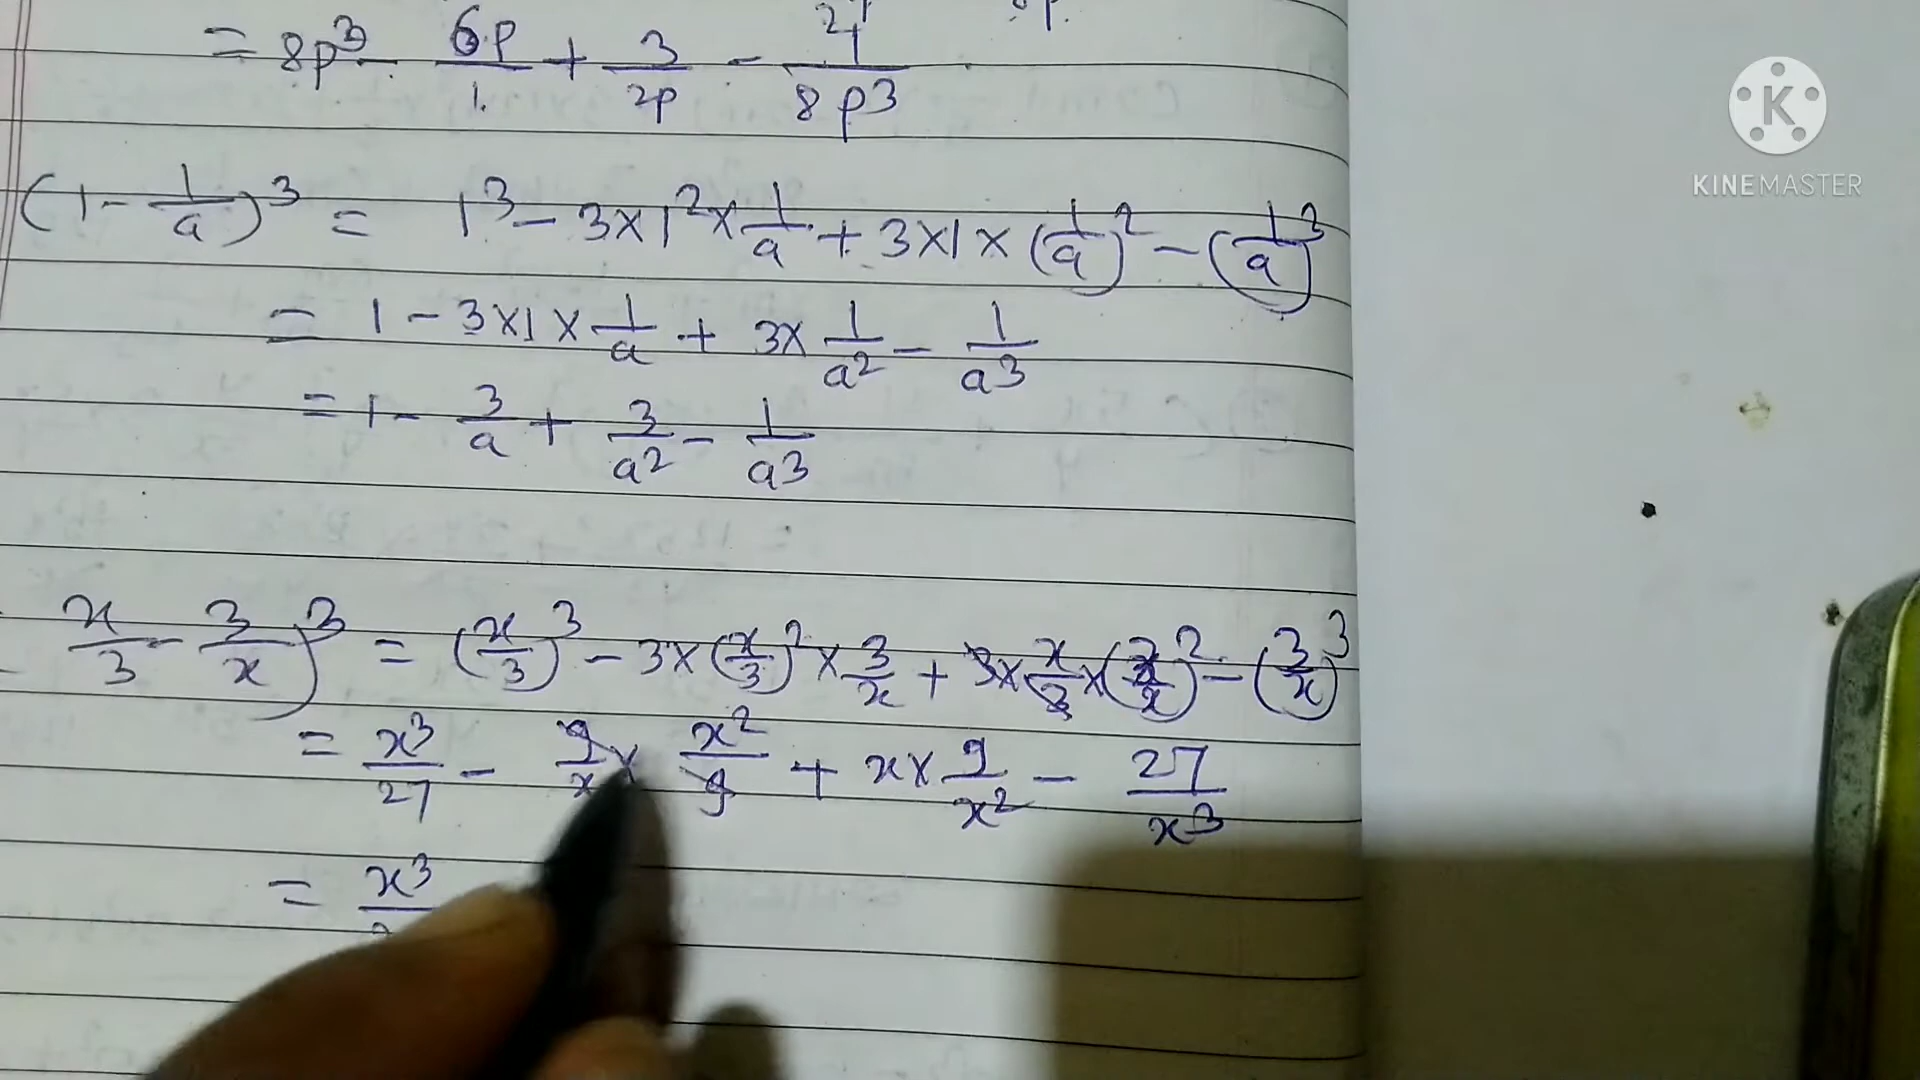 = 8p³ - 6p/1 + 3/2p - /8p3
(1 - 1/a)³ = 1³ - 3×1²×1/a + 3×1×(1/a)² - (1/a)³
= 1 - 3×1×1/a + 3×1/a2 - 1/a3
= 1 - 3/a + 3/a2 - 1/a3
x/3 - 3/x)³ = (x/3)³ - 3×(x/3)²×3/x + 3×x/3×(3/x)² - (3/x)³
= x³/27 - 9/x × x²/9 + x×9/x² - 27/x3
= x³
K
KINEMASTER